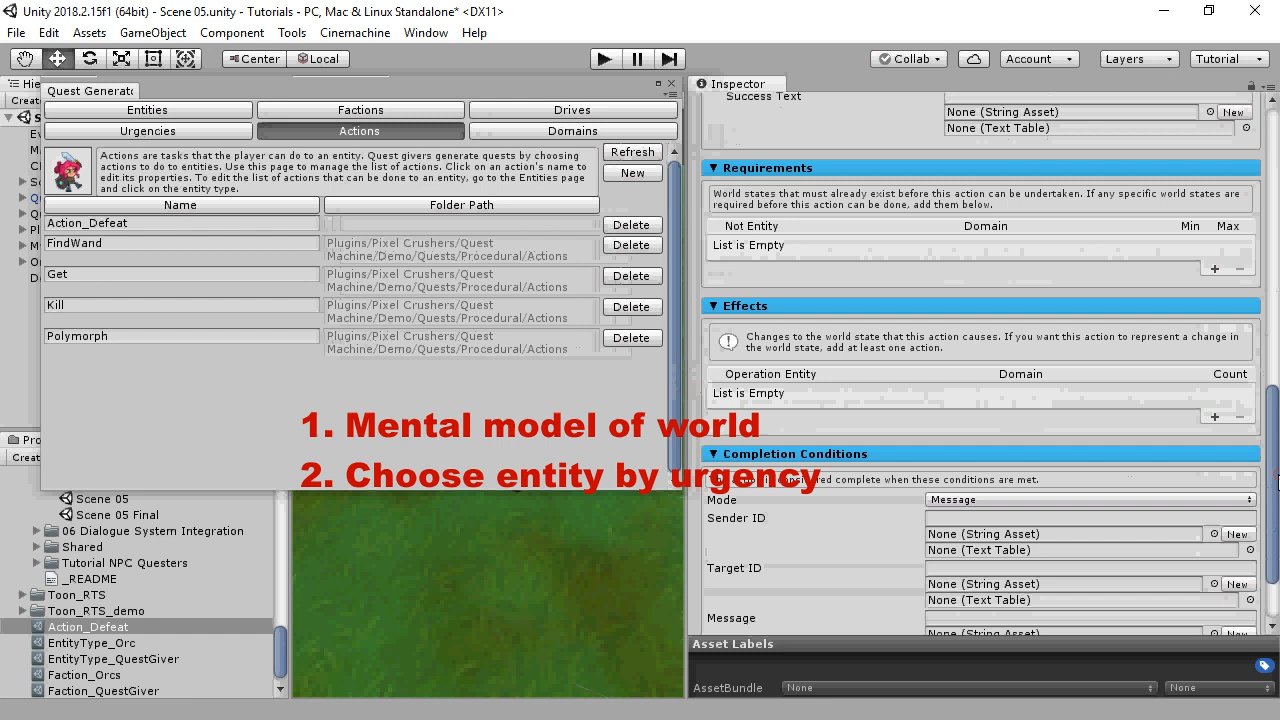 Unity 2018.2.15f1 (64bit) - Scene 05.unity - Tutorials - PC, Mac & Linux Standalone* <DX11>
File Edit Assets GameObject Component Tools Cinemachine Window Help
Center Local Collab Account Layers Tutorial
Quest Generato
Entities Factions Drives
Urgencies Actions Domains
Actions are tasks that the player can do to an entity. Quest givers generate quests by choosing
actions to do to entities. Use this page to manage the list of actions. Click on an action's name to
edit its properties. To edit the list of actions that can be done to an entity, go to the Entities page
and click on the entity type.
Refresh
New
Name Folder Path
Action_Defeat Delete
FindWand Plugins/Pixel Crushers/Quest Delete
Machine/Demo/Quests/Procedural/Actions
Get Plugins/Pixel Crushers/Quest Delete
Machine/Demo/Quests/Procedural/Actions
Kill Plugins/Pixel Crushers/Quest Delete
Machine/Demo/Quests/Procedural/Actions
Polymorph Plugins/Pixel Crushers/Quest Delete
Machine/Demo/Quests/Procedural/Actions
1. Mental model of world
2. Choose entity by urgency
Scene 05
Scene 05 Final
06 Dialogue System Integration
Shared
Tutorial NPC Questers
_README
Toon_RTS
Toon_RTS_demo
Action_Defeat
EntityType_Orc
EntityType_QuestGiver
Faction_Orcs
Faction_QuestGiver
Inspector
Success Text
None (String Asset) New
None (Text Table)
Requirements
World states that must already exist before this action can be undertaken. If any specific world states are
required before this action can be done, add them below.
Not Entity Domain Min Max
List is Empty
Effects
Changes to the world state that this action causes. If you want this action to represent a change in
the world state, add at least one action.
Operation Entity Domain Count
List is Empty
Completion Conditions
considered complete when these conditions are met.
Mode Message
Sender ID
None (String Asset) New
None (Text Table)
Target ID
None (String Asset) New
None (Text Table)
Message
None (String Asset) New
Asset Labels
AssetBundle None None